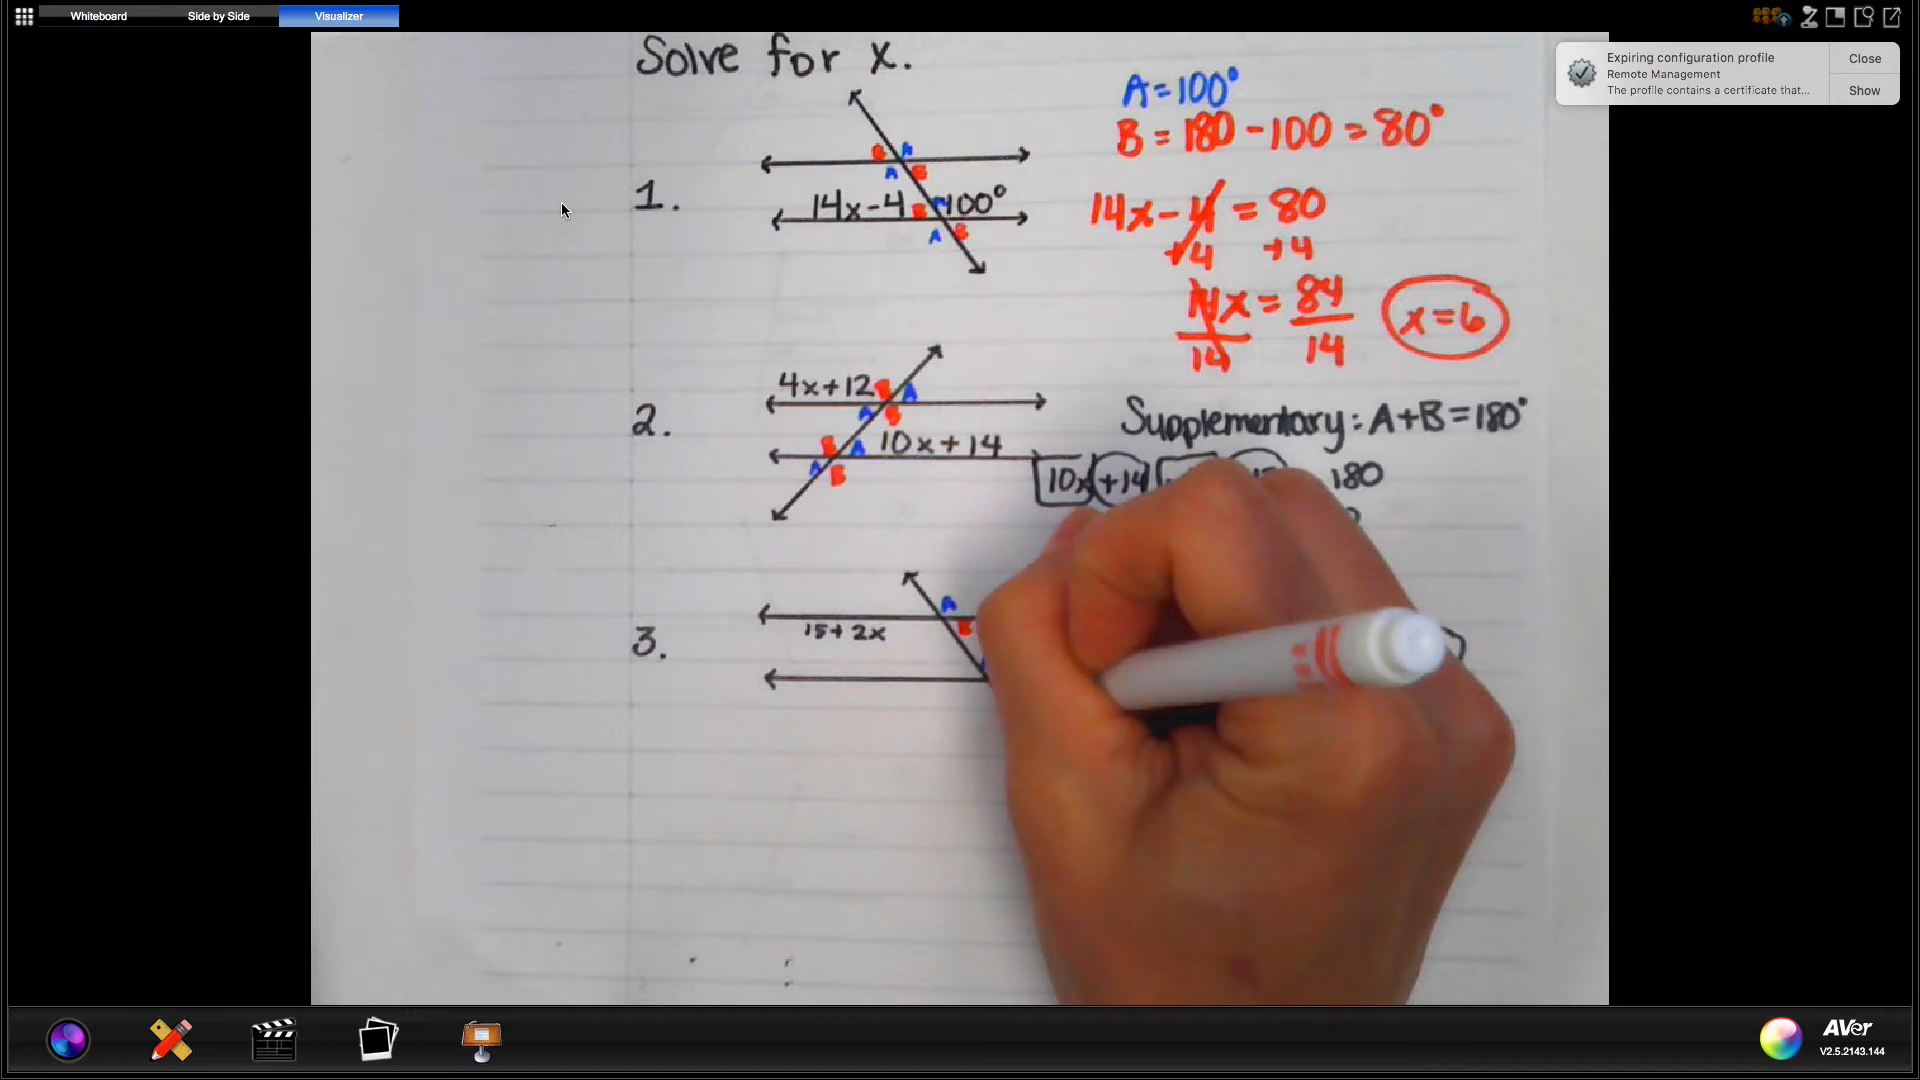 Whiteboard
Side by Side
Visualizer
Expiring configuration profile
Remote Management
The profile contains a certificate that...
Close
Show
Solve for x.
A = 100°
B = 180 - 100 = 80°
1.
B A
A B
14x-4 B A 100°
A B
14x - 4 = 80
+4 +4
14x = 84
14 14
x = 6
2.
4x+12 B A
A B
B A 10x+14
A B
Supplementary: A+B=180°
10x +14
180
3.
A
B
15+2x
AVer
V2.5.2143.144